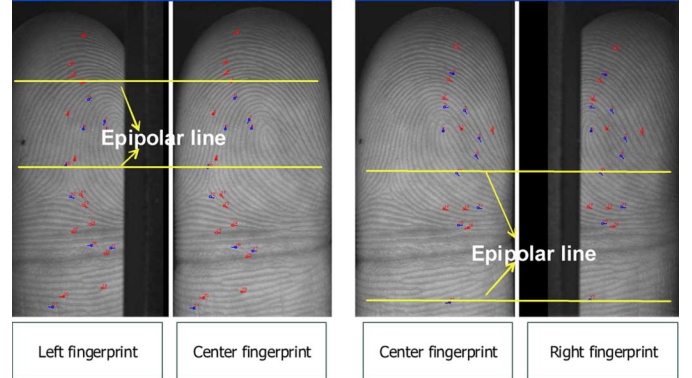 Epipolar line
Epipolar line
Left fingerprint
Center fingerprint
Center fingerprint
Right fingerprint